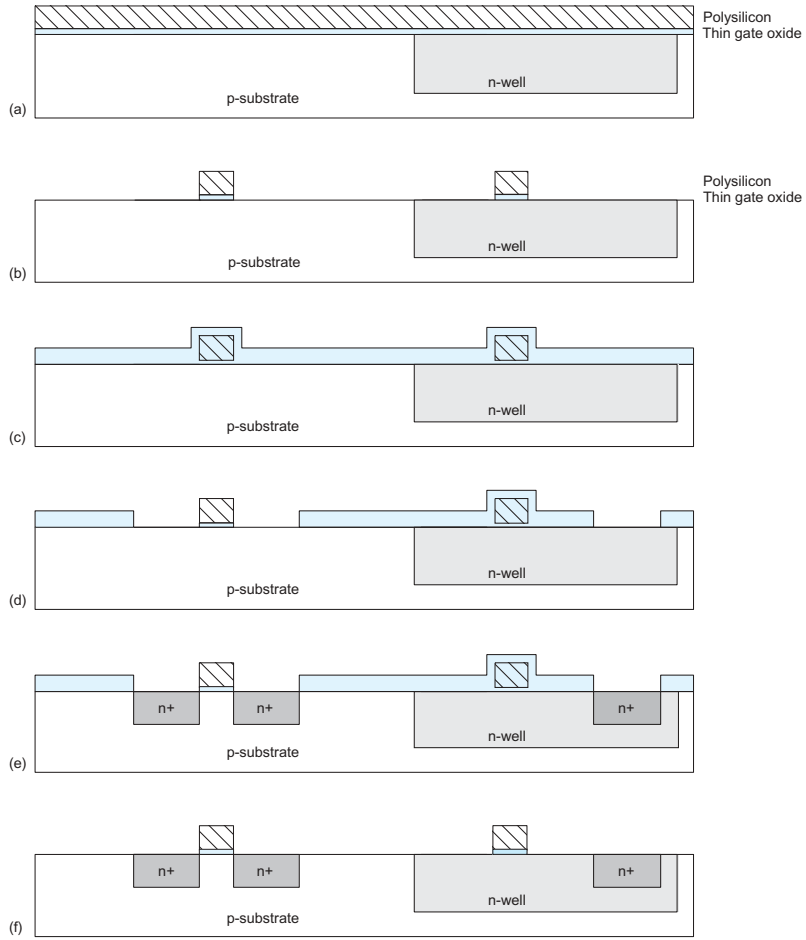 Polysilicon
Thin gate oxide
n-well
p-substrate
(a)
Polysilicon
Thin gate oxide
n-well
p-substrate
(b)
n-well
p-substrate
(c)
n-well
p-substrate
(d)
n+ n+ n+
n-well
p-substrate
(e)
n+ n+ n+
n-well
p-substrate
(f)